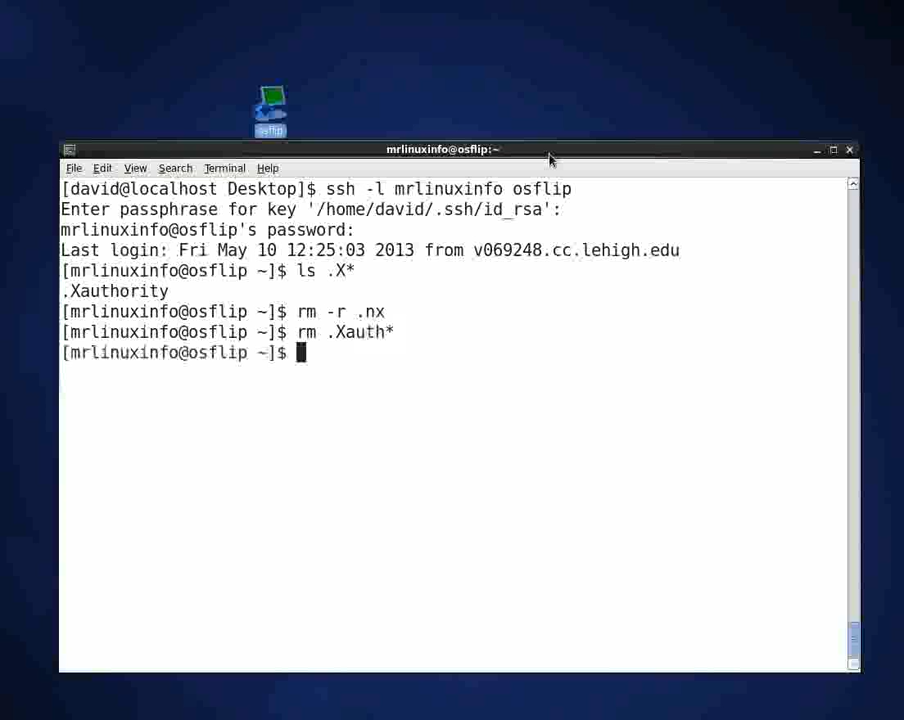 osflip
mrlinuxinfo@osflip:~
File Edit View Search Terminal Help
[david@localhost Desktop]$ ssh -l mrlinuxinfo osflip
Enter passphrase for key '/home/david/.ssh/id_rsa':
mrlinuxinfo@osflip's password:
Last login: Fri May 10 12:25:03 2013 from v069248.cc.lehigh.edu
[mrlinuxinfo@osflip ~]$ ls .X*
.Xauthority
[mrlinuxinfo@osflip ~]$ rm -r .nx
[mrlinuxinfo@osflip ~]$ rm .Xauth*
[mrlinuxinfo@osflip ~]$